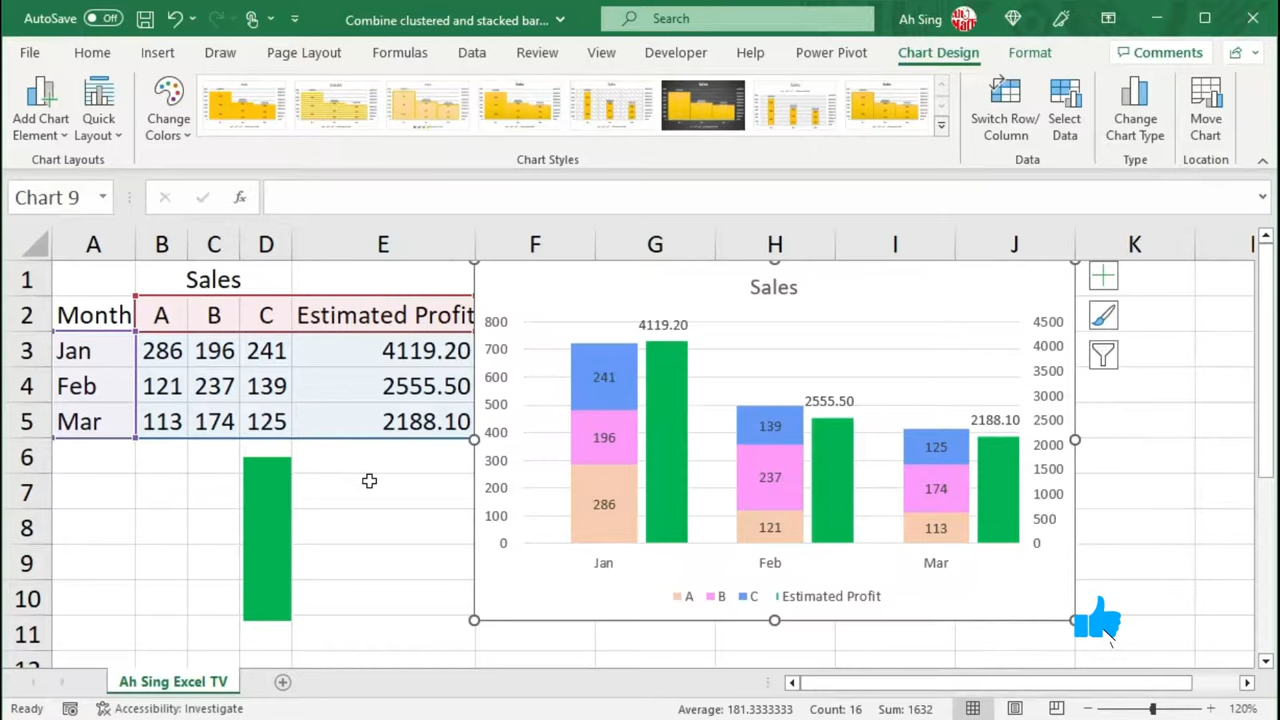 AutoSave Off
Combine clustered and stacked bar...
Search
Ah Sing
File Home Insert Draw Page Layout Formulas Data Review View Developer Help Power Pivot Chart Design Format Comments
Add Chart Element
Quick Layout
Change Colors
Switch Row/ Column
Select Data
Change Chart Type
Move Chart
Chart Layouts
Chart Styles
Data
Type
Location
Chart 9
fx
A B C D E F G H I J K
1 Sales
2 Month A B C Estimated Profit
3 Jan 286 196 241 4119.20
4 Feb 121 237 139 2555.50
5 Mar 113 174 125 2188.10
6
7
8
9
10
11
Sales
800
700
600
500
400
300
200
100
0
4119.20
241
196
286
2555.50
139
237
121
2188.10
125
174
113
4500
4000
3500
3000
2500
2000
1500
1000
500
0
Jan Feb Mar
A B C Estimated Profit
Ah Sing Excel TV
Ready
Accessibility: Investigate
Average: 181.3333333 Count: 16 Sum: 1632
120%